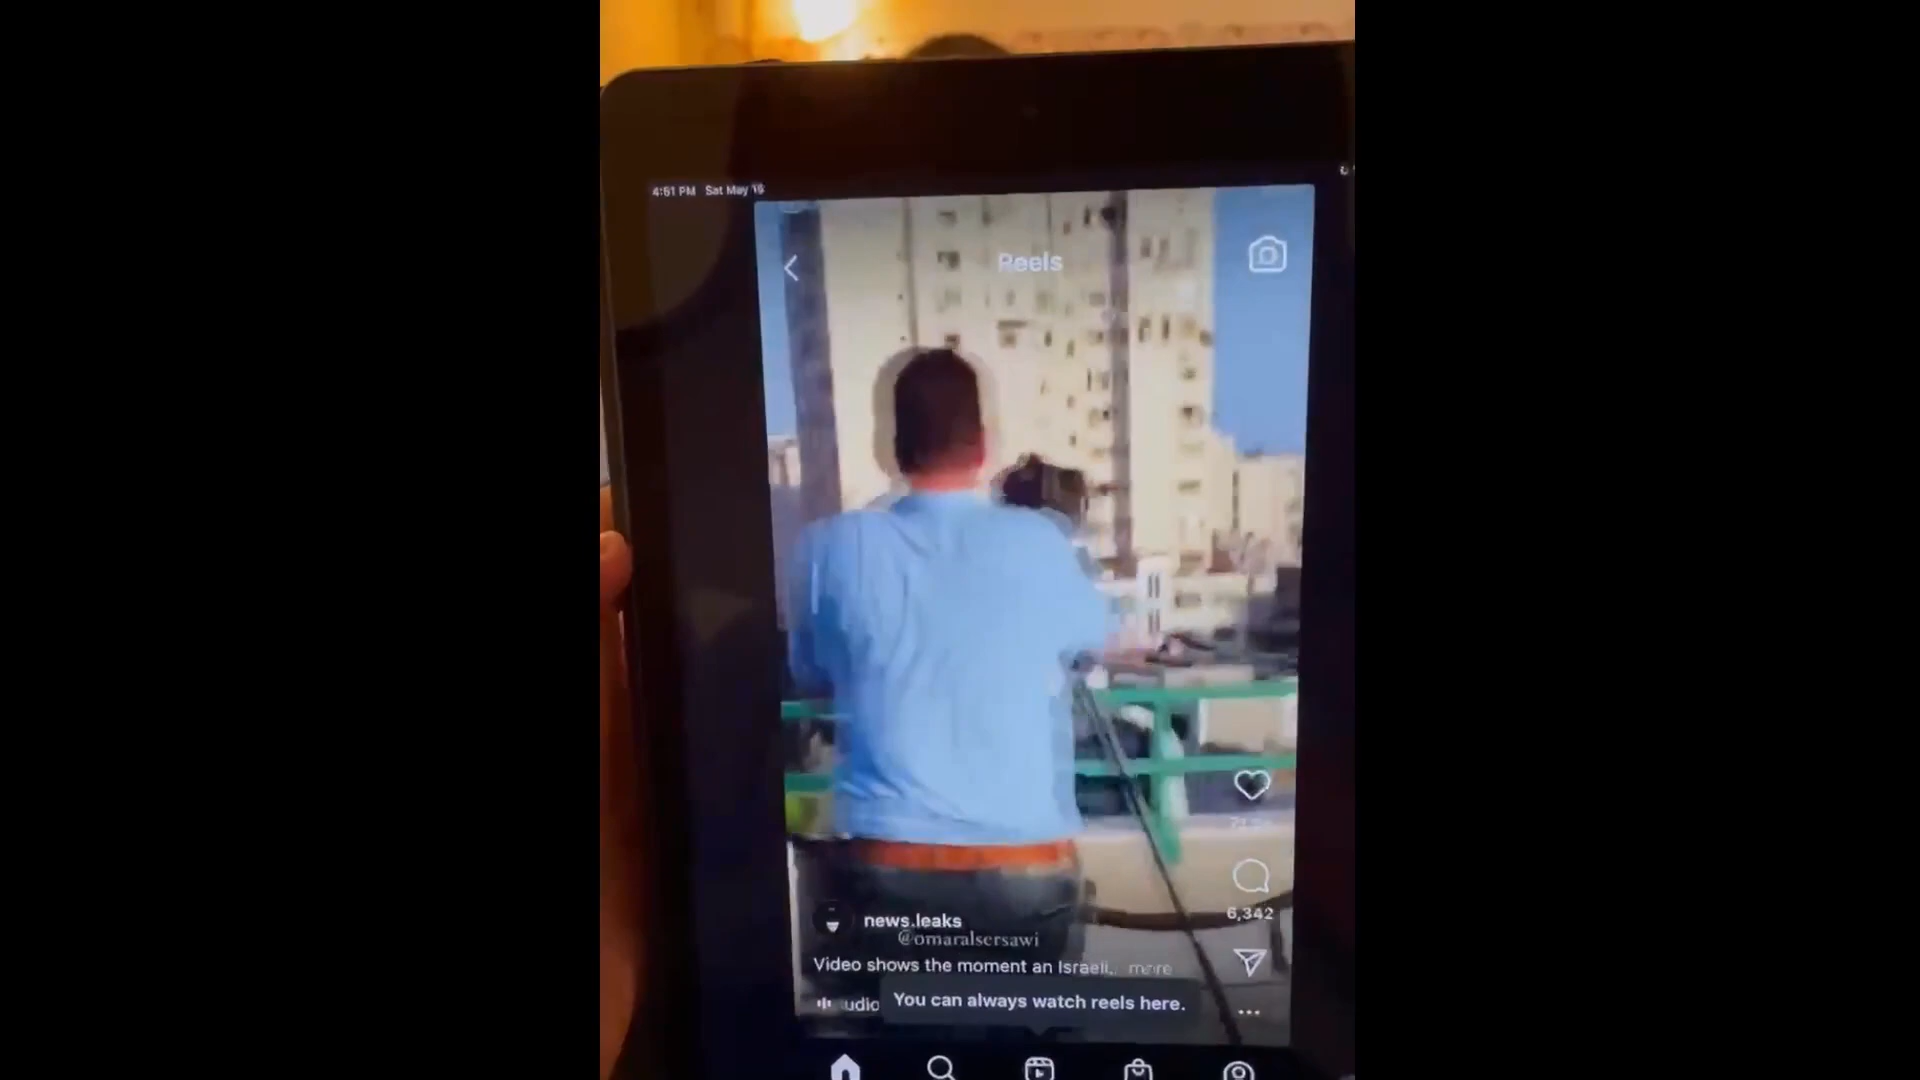 4:51 PM Sat May 15
Reels
6,342
news.leaks
@omaralsersawi
Video shows the moment an Israeli... more
udio
You can always watch reels here.